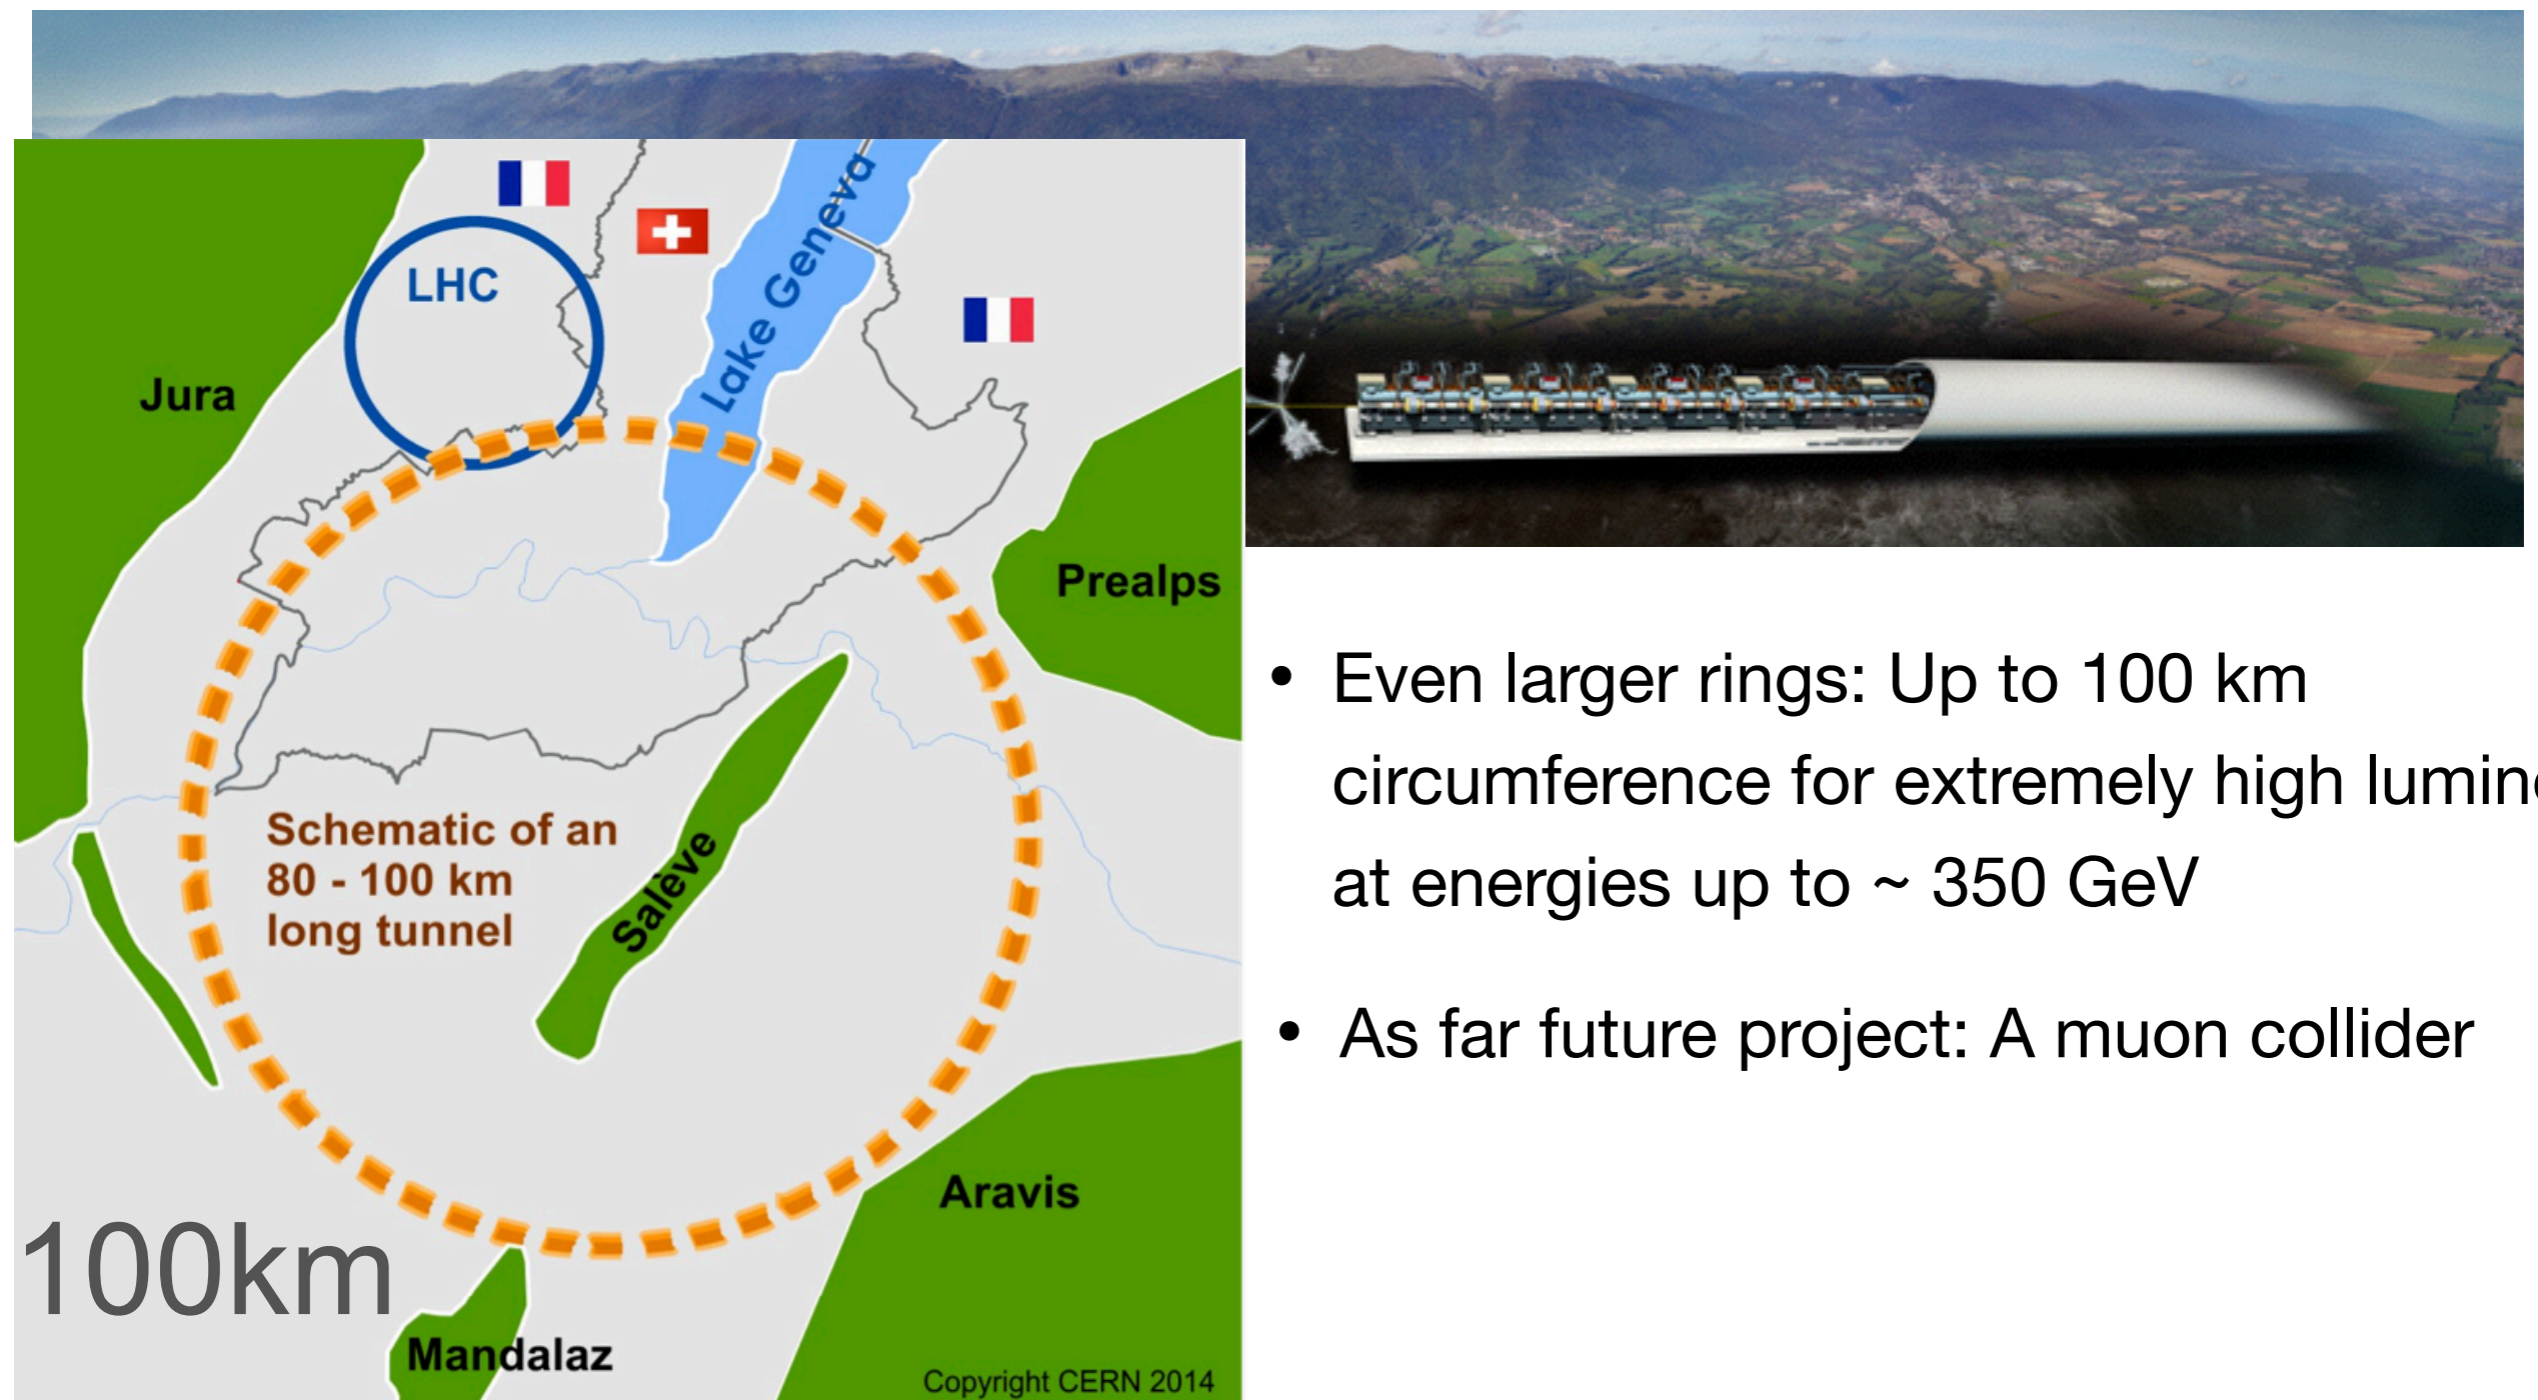 LHC
Lake Geneva
Jura
Prealps
Schematic of an
80 - 100 km
long tunnel
Salève
Aravis
100km
Mandalaz
Copyright CERN 2014
• Even larger rings: Up to 100 km
circumference for extremely high
at energies up to ~ 350 GeV
• As far future project: A muon collider